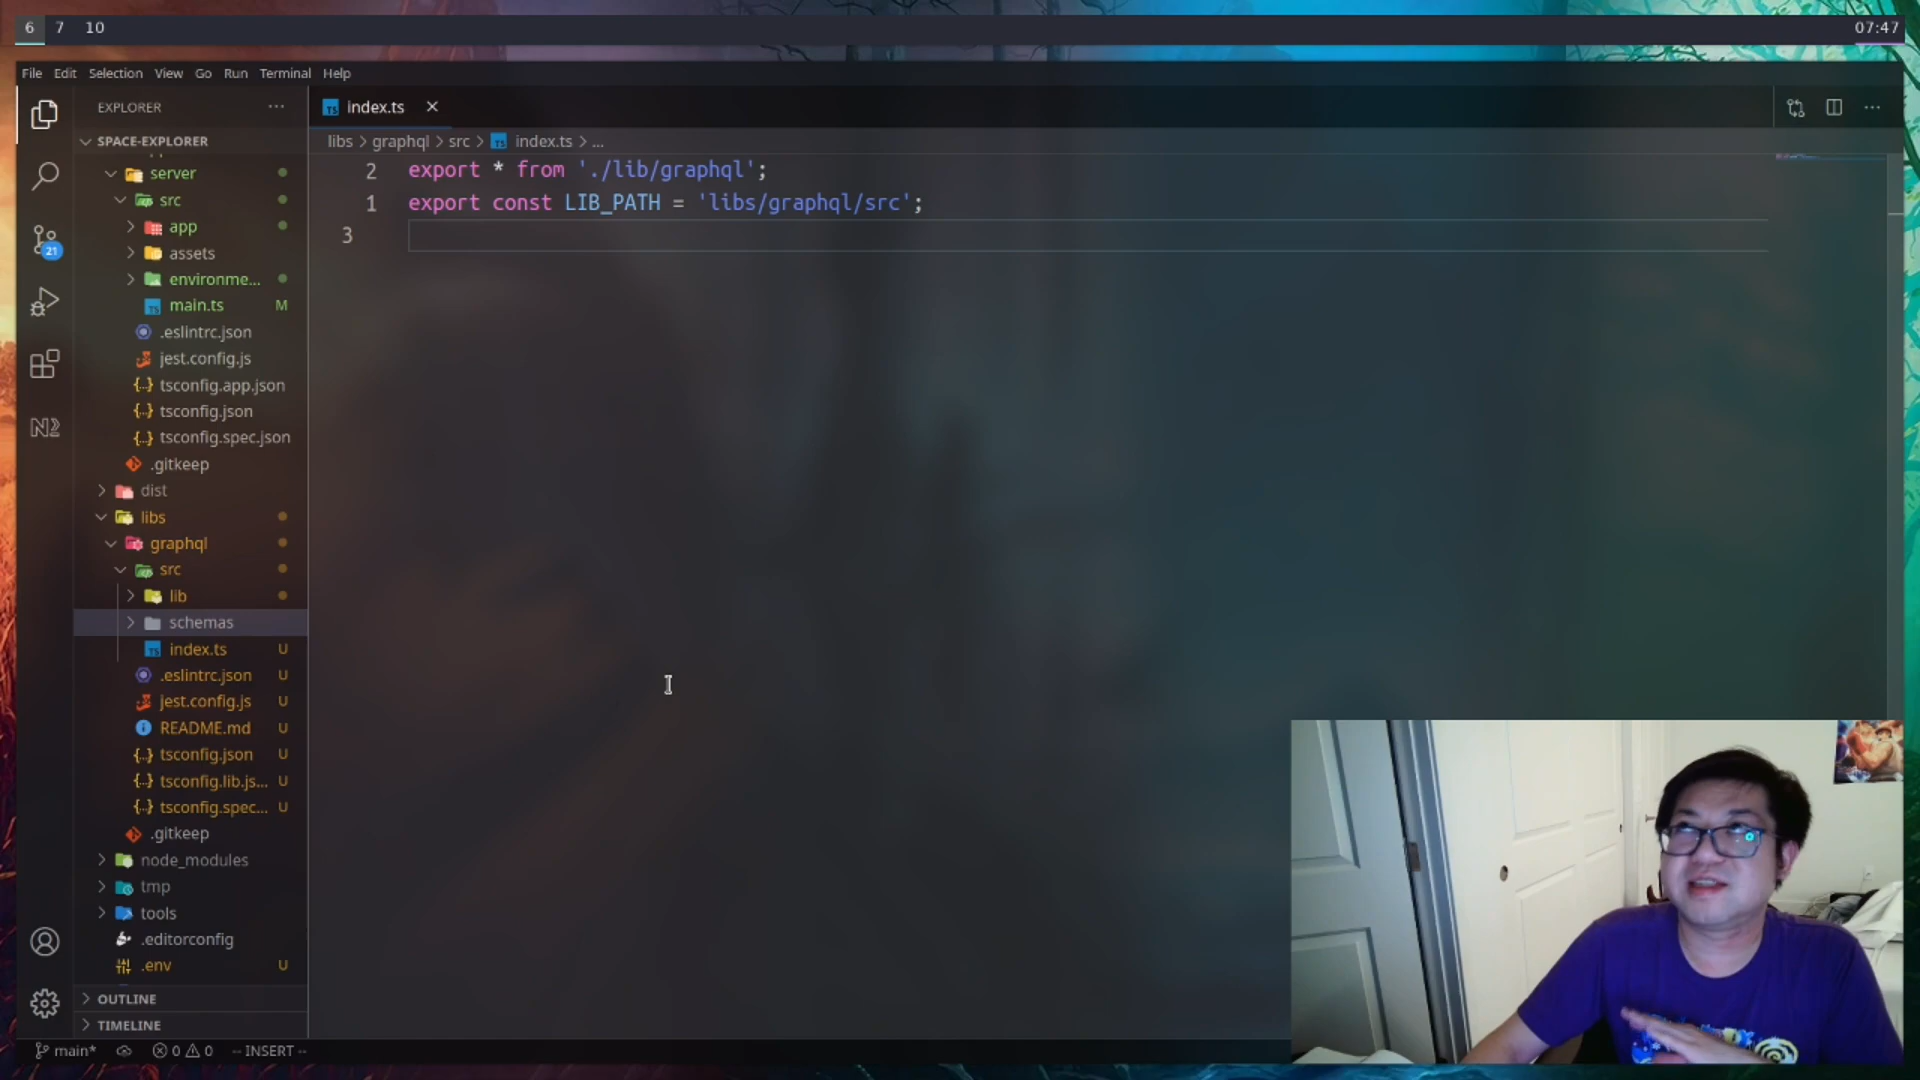 6 7 10 07:47
File Edit Selection View Go Run Terminal Help
EXPLORER ···
index.ts
SPACE-EXPLORER
libs > graphql > src > index.ts > ...
server
src
app
assets
environme...
main.ts M
.eslintrc.json
jest.config.js
tsconfig.app.json
tsconfig.json
tsconfig.spec.json
.gitkeep
dist
libs
graphql
src
lib
schemas
index.ts U
.eslintrc.json U
jest.config.js U
README.md U
tsconfig.json U
tsconfig.lib.js... U
tsconfig.spec... U
.gitkeep
node_modules
tmp
tools
.editorconfig
.env U
OUTLINE
TIMELINE
21
2 export * from './lib/graphql';
1 export const LIB_PATH = 'libs/graphql/src';
3
main* 0 0 -- INSERT --